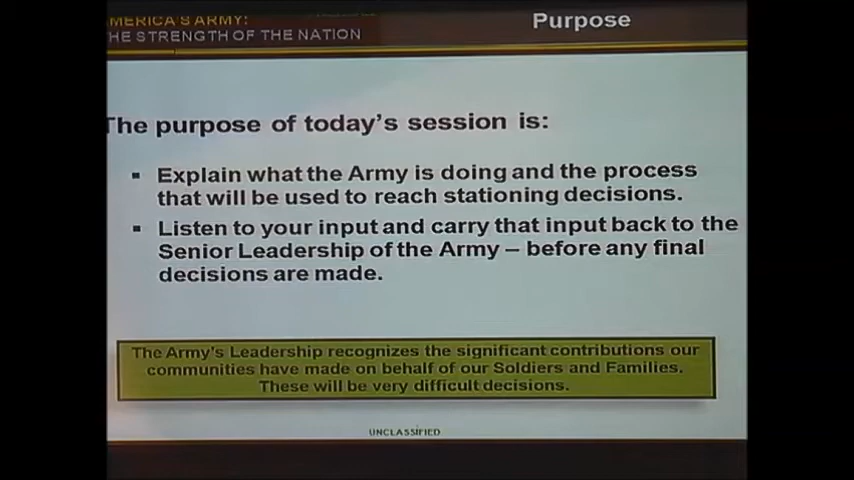 MERICA'S ARMY:
HE STRENGTH OF THE NATION
Purpose
The purpose of today's session is:
▪ Explain what the Army is doing and the process
that will be used to reach stationing decisions.
▪ Listen to your input and carry that input back to the
Senior Leadership of the Army – before any final
decisions are made.
The Army's Leadership recognizes the significant contributions our
communities have made on behalf of our Soldiers and Families.
These will be very difficult decisions.
UNCLASSIFIED